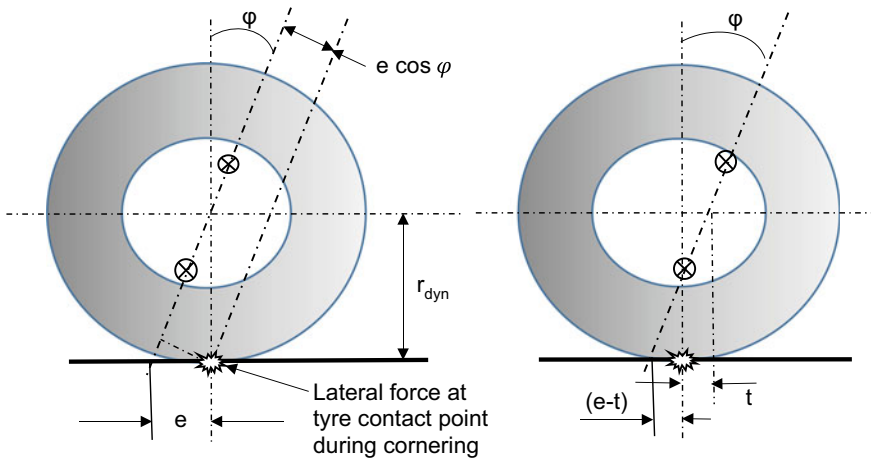 φ
e cos φ
r_dyn
e
Lateral force at
tyre contact point
during cornering
φ
(e-t)
t